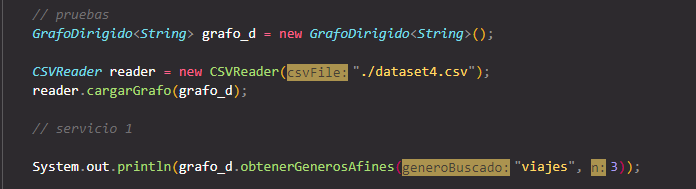 // pruebas
GrafoDirigido<String> grafo_d = new GrafoDirigido<String>();
CSVReader reader = new CSVReader(csvFile: "./dataset4.csv");
reader.cargarGrafo(grafo_d);
// servicio 1
System.out.println(grafo_d.obtenerGenerosAfines(generoBuscado: "viajes", n: 3));